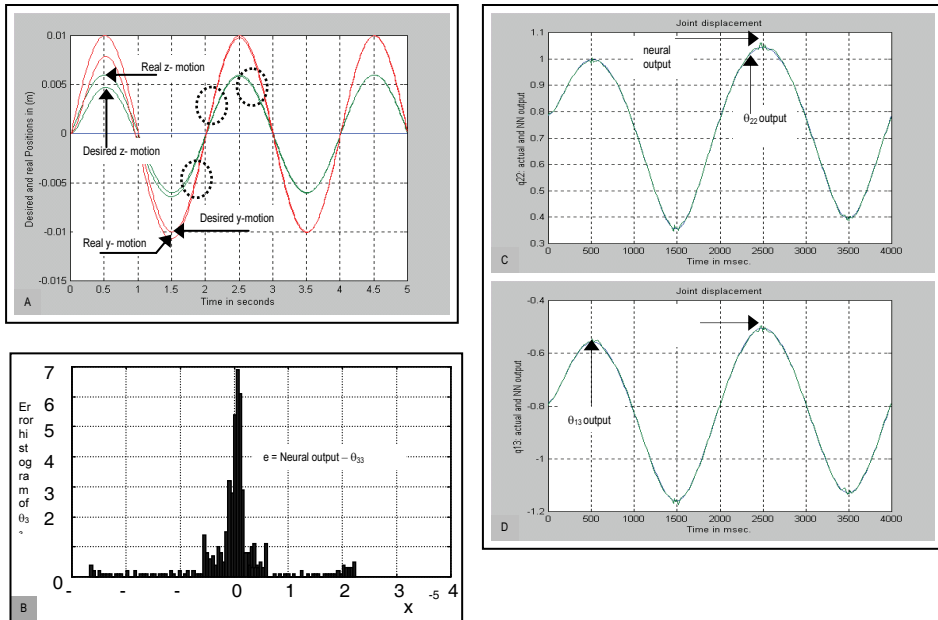 0.01
0.005
0
-0.005
-0.01
-0.015
Desired and real Positions in (m)
Real z- motion
Desired z- motion
Desired y-motion
Real y- motion
0 0.5 1 1.5 2 2.5 3 3.5 4 4.5 5
Time in seconds
A
7
6
5
4
3
2
0
Er
ror
hi
st
og
ra
m
of
θ3
e = Neural output – θ33
- - - 0 1 2 3 4
x -5
B
Joint displacement
1.1
1
0.9
0.8
0.7
0.6
0.5
0.4
0.3
q22: actual and NN output
neural
output
θ22 output
0 500 1000 1500 2000 2500 3000 3500 4000
Time in msec.
C
Joint displacement
-0.4
-0.6
-0.8
-1
-1.2
q13: actual and NN output
θ13 output
0 500 1000 1500 2000 2500 3000 3500 4000
Time in msec.
D